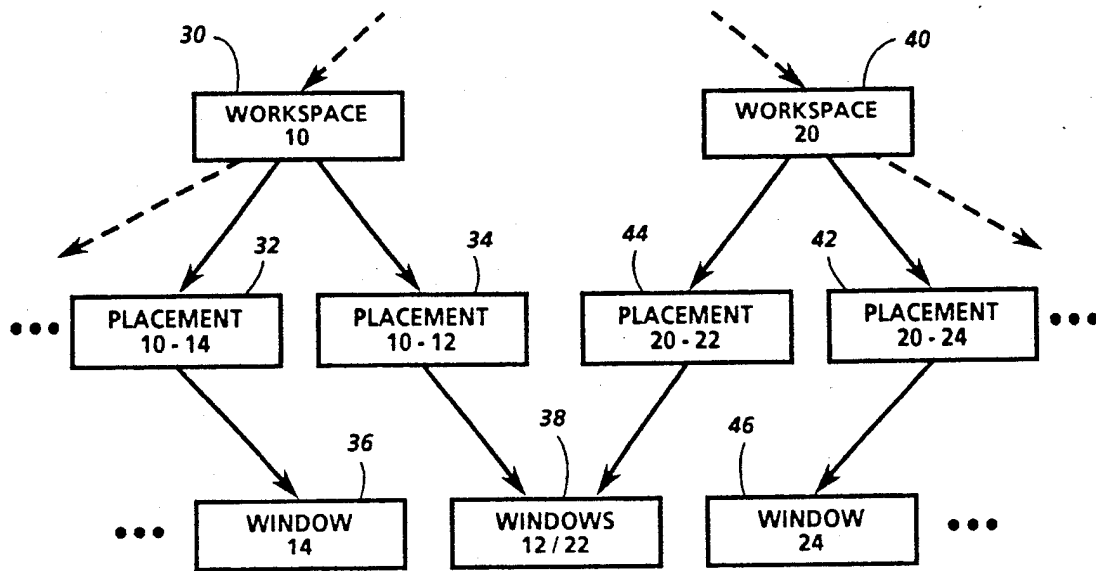 30
40
WORKSPACE
10
WORKSPACE
20
32
34
44
42
PLACEMENT
10 - 14
PLACEMENT
10 - 12
PLACEMENT
20 - 22
PLACEMENT
20 - 24
36
38
46
WINDOW
14
WINDOWS
12 / 22
WINDOW
24